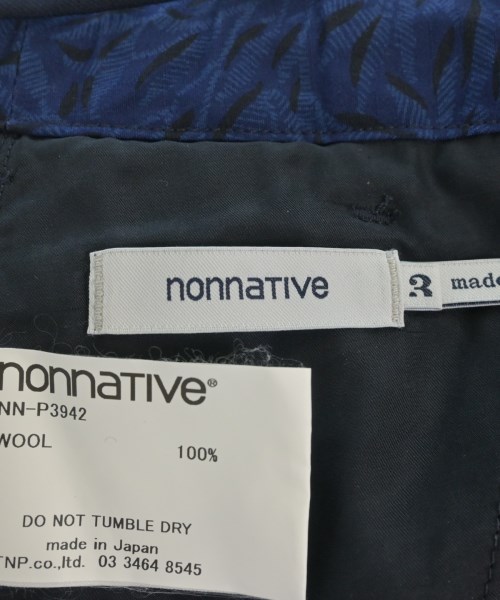 nonnative
3 made
nonnative®
NN-P3942
WOOL 100%
DO NOT TUMBLE DRY
made in Japan
TNP.co.,ltd. 03 3464 8545